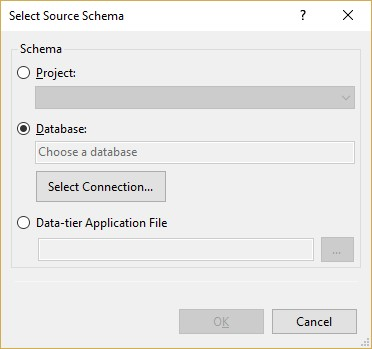 Select Source Schema
Schema
Project:
Database:
Choose a database
Select Connection...
Data-tier Application File
...
OK
Cancel